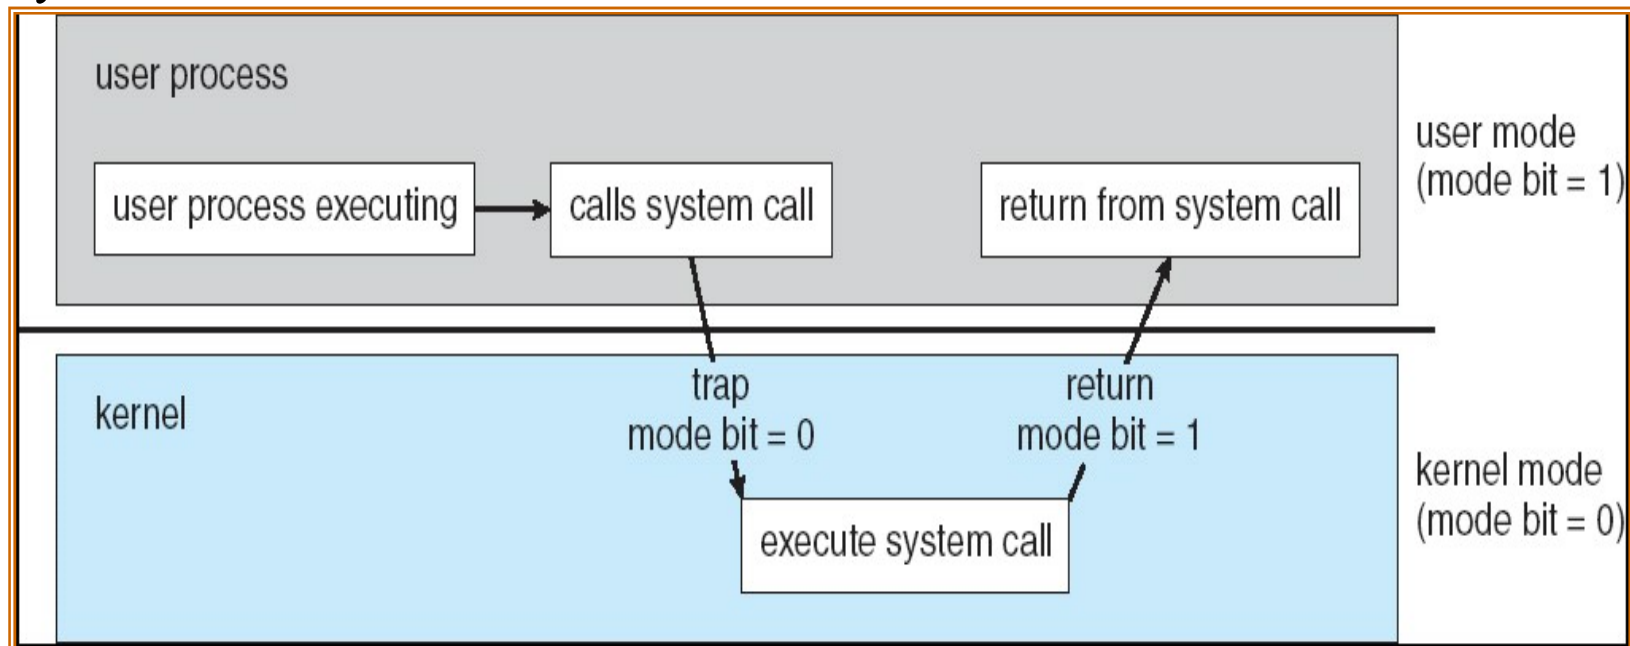 user process
user mode
(mode bit = 1)
user process executing
calls system call
return from system call
trap
mode bit = 0
return
mode bit = 1
kernel
kernel mode
(mode bit = 0)
execute system call